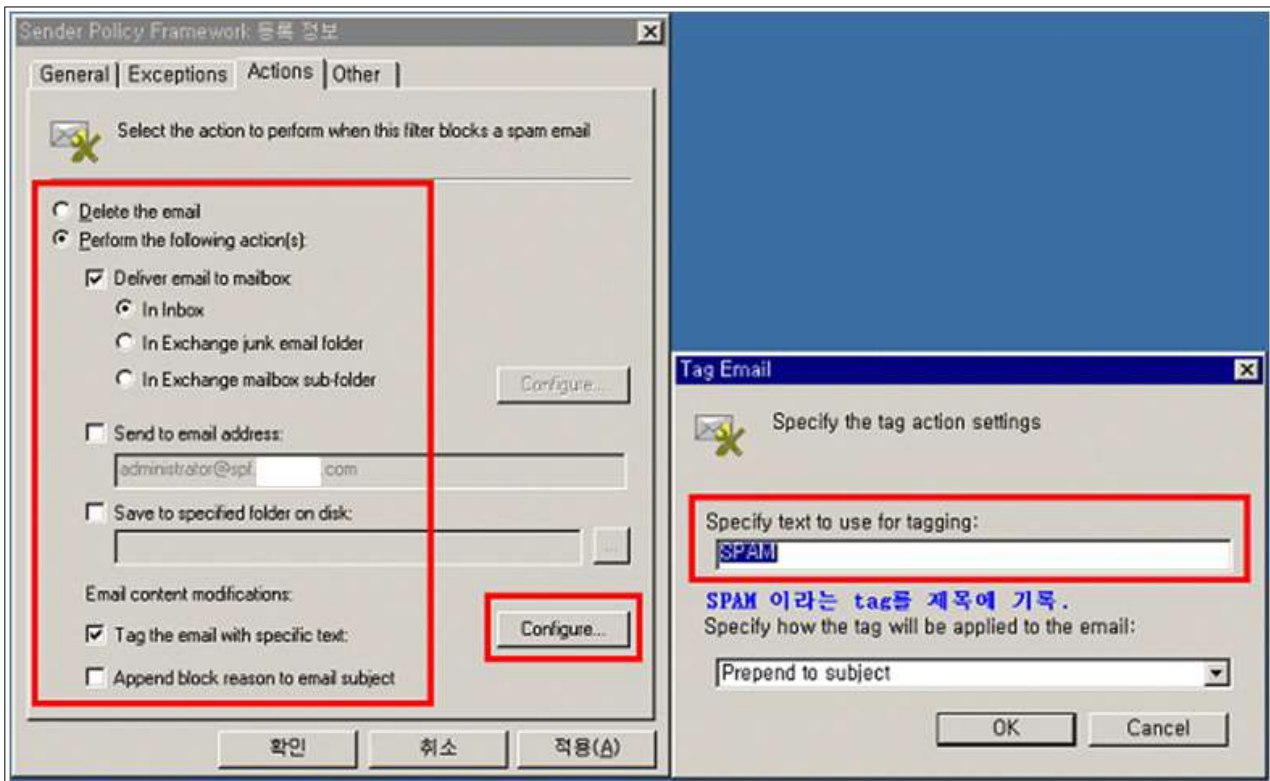 Sender Policy Framework 등록 정보
General Exceptions Actions Other
Select the action to perform when this filter blocks a spam email
Delete the email
Perform the following action(s):
Deliver email to mailbox:
In Inbox
In Exchange junk email folder
In Exchange mailbox sub-folder
Configure...
Send to email address:
administrator@spf. .com
Save to specified folder on disk:
...
Email content modifications:
Tag the email with specific text:
Configure...
Append block reason to email subject
확인 취소 적용(A)
Tag Email
Specify the tag action settings
Specify text to use for tagging:
SPAM
SPAM 이라는 tag를 제목에 기록.
Specify how the tag will be applied to the email:
Prepend to subject
OK Cancel